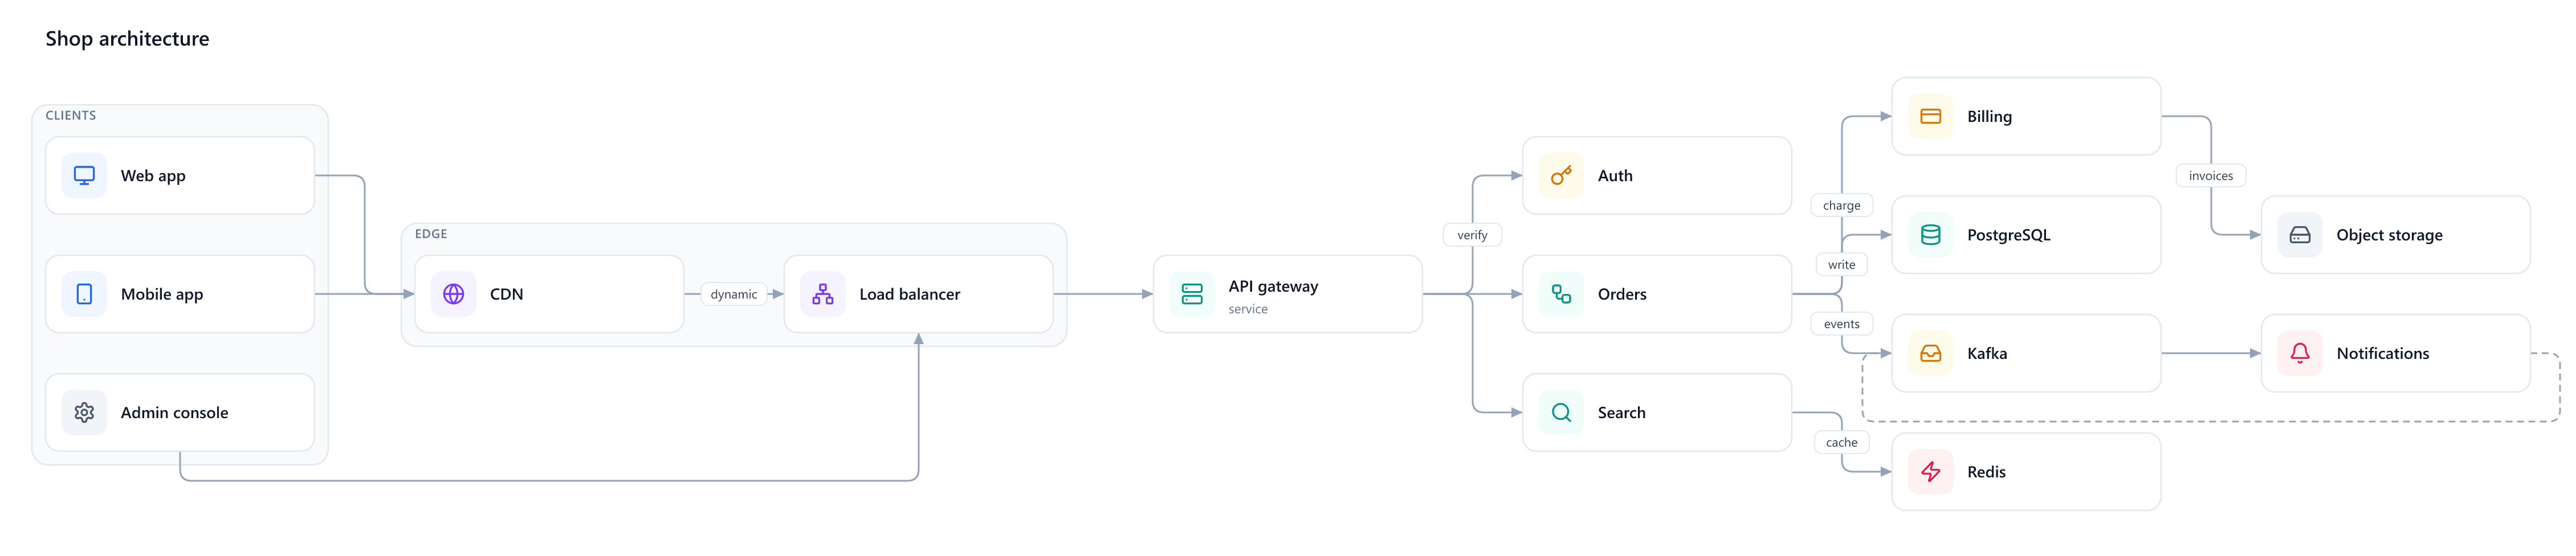 Shop architecture
CLIENTS
Web app
Mobile app
Admin console
EDGE
CDN
dynamic
Load balancer
API gateway
service
verify
Auth
Orders
Search
charge
write
events
cache
Billing
PostgreSQL
Kafka
Redis
invoices
Object storage
Notifications